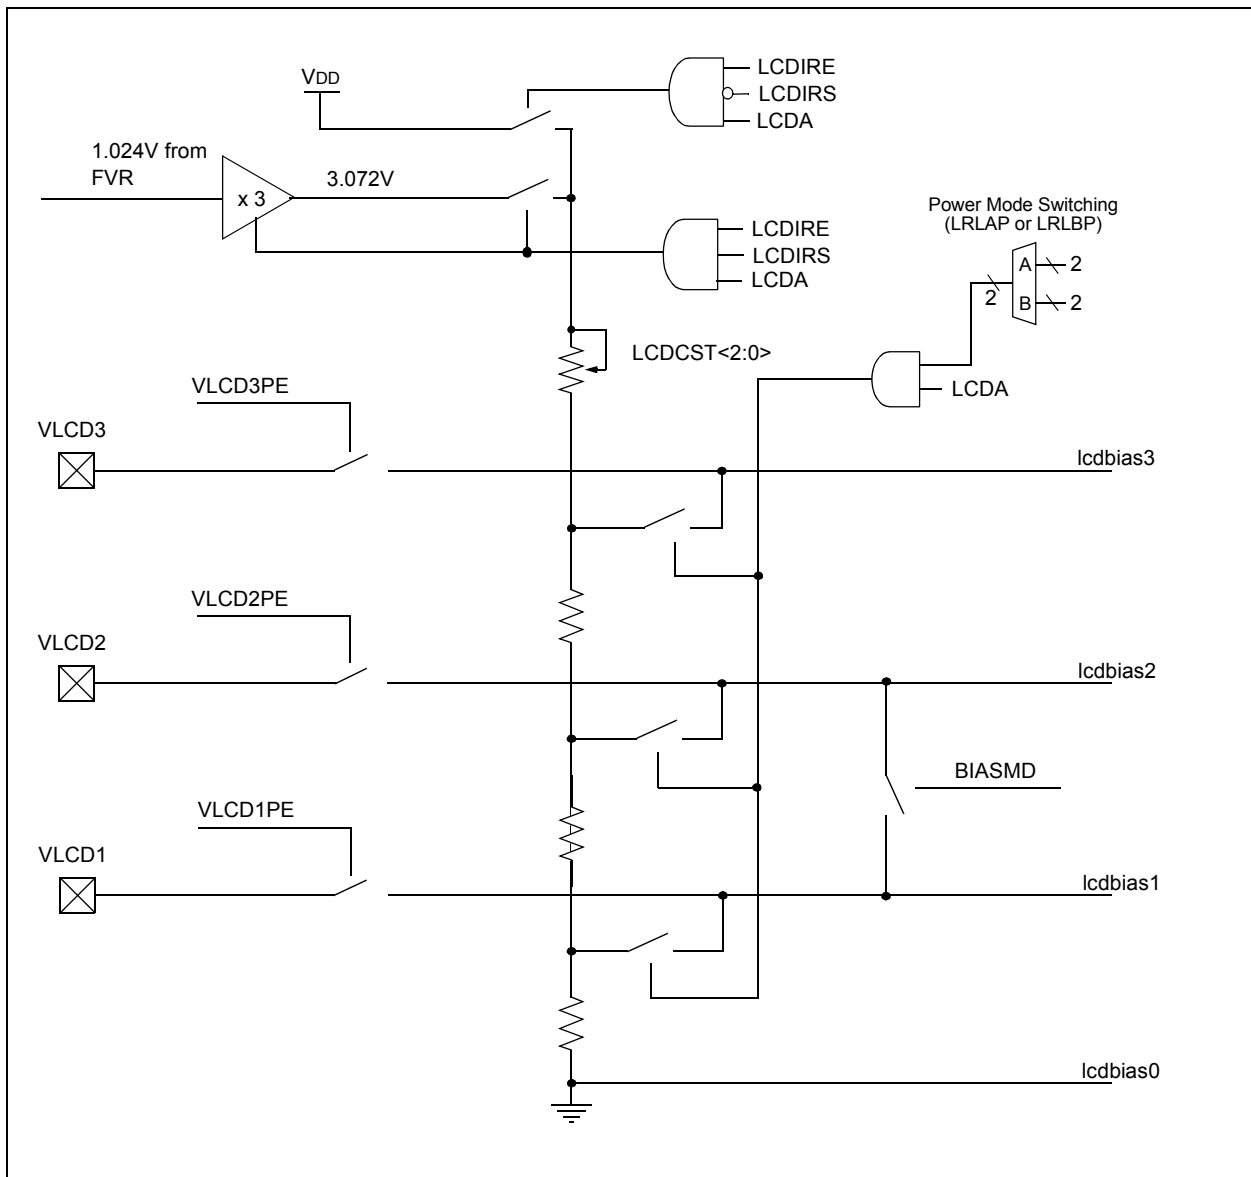 VDD
LCDIRE
LCDIRS
LCDA
1.024V from
FVR
x 3
3.072V
LCDIRE
LCDIRS
LCDA
Power Mode Switching
(LRLAP or LRLBP)
A
2
2
B
2
LCDCST<2:0>
LCDA
VLCD3PE
VLCD3
lcdbias3
VLCD2PE
VLCD2
lcdbias2
BIASMD
VLCD1PE
VLCD1
lcdbias1
lcdbias0